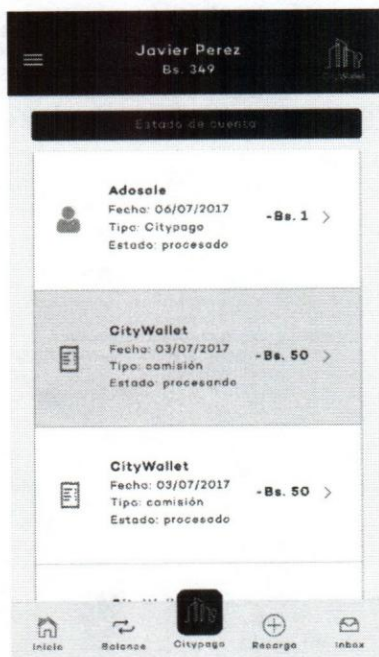 Javier Perez
Bs. 349
CityWallet
Estado de cuenta
Adosale
Fecha: 06/07/2017
-Bs. 1
Tipo: Citypago
Estado: procesado
CityWallet
Fecha: 03/07/2017
-Bs. 50
Tipo: comisión
Estado: procesando
CityWallet
Fecha: 03/07/2017
-Bs. 50
Tipo: comisión
Estado: procesado
Inicio
Balance
Citypago
Recarga
Inbox